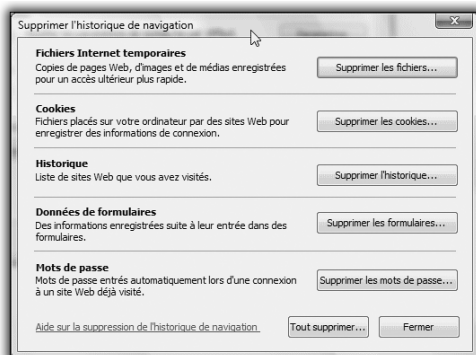 Supprimer l'historique de navigation
Fichiers Internet temporaires
Copies de pages Web, d'images et de médias enregistrées
pour un accès ultérieur plus rapide.
Supprimer les fichiers...
Cookies
Fichiers placés sur votre ordinateur par des sites Web pour
enregistrer des informations de connexion.
Supprimer les cookies...
Historique
Liste de sites Web que vous avez visités.
Supprimer l'historique...
Données de formulaires
Des informations enregistrées suite à leur entrée dans des
formulaires.
Supprimer les formulaires...
Mots de passe
Mots de passe entrés automatiquement lors d'une connexion
à un site Web déjà visité.
Supprimer les mots de passe...
Aide sur la suppression de l'historique de navigation
Tout supprimer...
Fermer